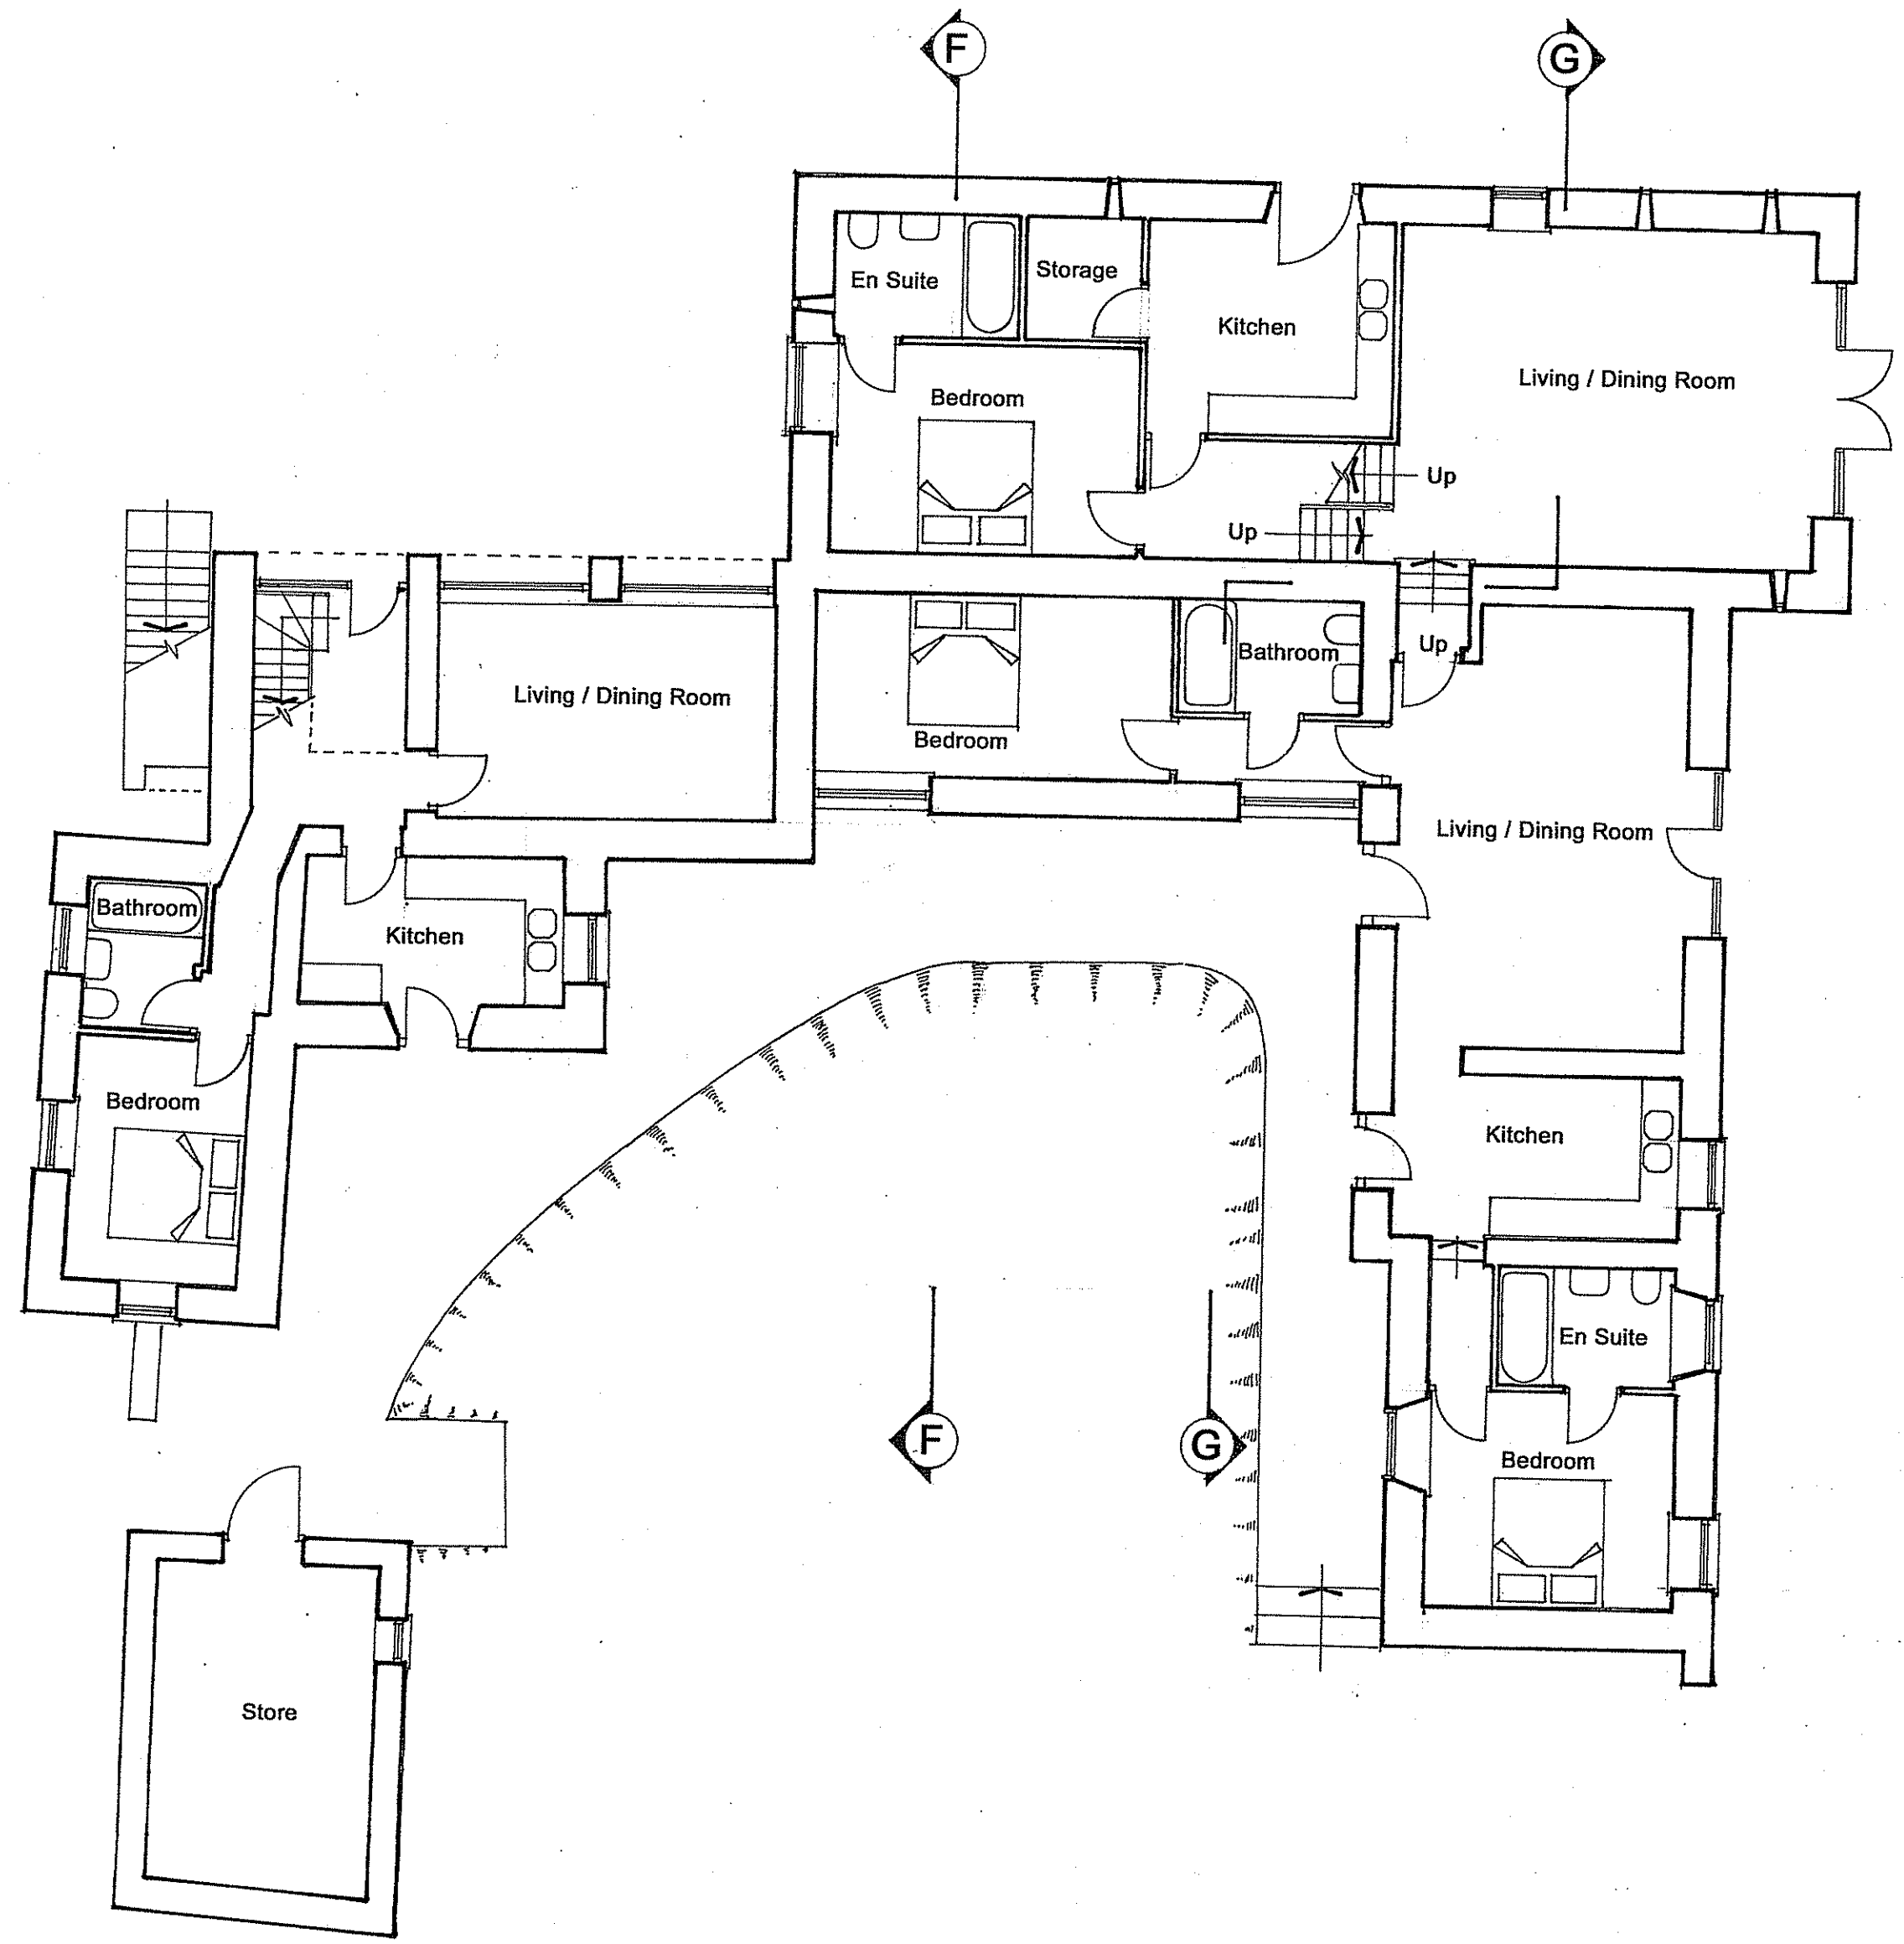 F
G
En Suite
Storage
Kitchen
Living / Dining Room
Bedroom
Up
Up
Living / Dining Room
Bedroom
Bathroom
Up
Living / Dining Room
Bathroom
Kitchen
Bedroom
Kitchen
En Suite
F
G
Bedroom
Store